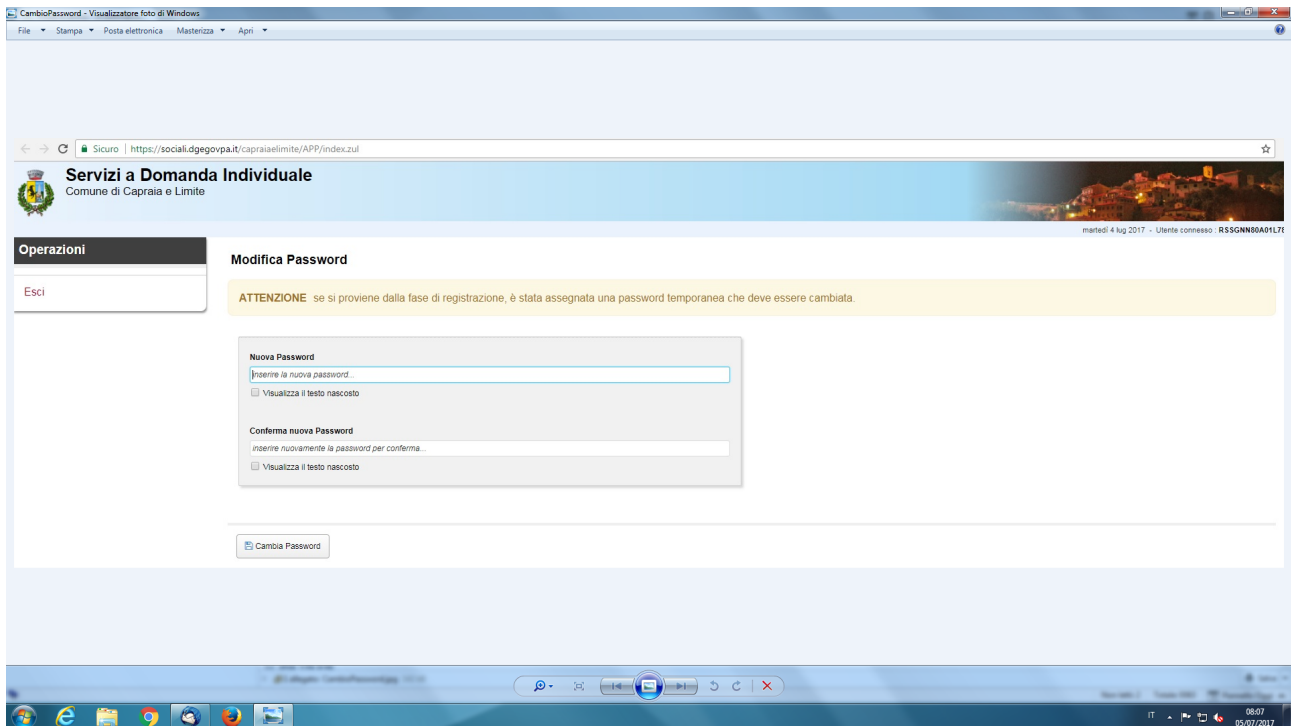 CambioPassword - Visualizzatore foto di Windows
File Stampa Posta elettronica Masterizza Apri
Sicuro | https://sociali.dgegovpa.it/capraiaelimite/APP/index.zul
Servizi a Domanda Individuale
Comune di Capraia e Limite
martedì 4 lug 2017 - Utente connesso : RSSGNN80A01L78
Operazioni
Esci
Modifica Password
ATTENZIONE se si proviene dalla fase di registrazione, è stata assegnata una password temporanea che deve essere cambiata.
Nuova Password
inserire la nuova password...
Visualizza il testo nascosto
Conferma nuova Password
inserire nuovamente la password per conferma...
Visualizza il testo nascosto
Cambia Password
IT
08:07
05/07/2017